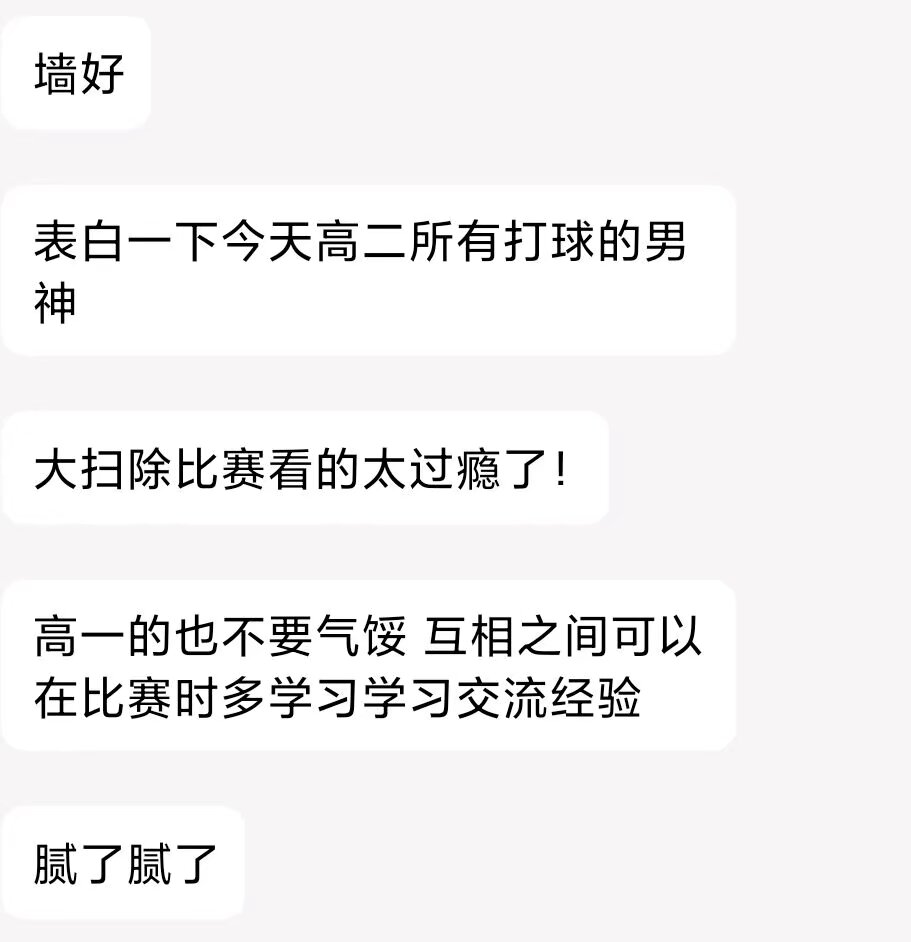 墙好
表白一下今天高二所有打球的男
神
大扫除比赛看的太过瘾了!
高一的也不要气馁 互相之间可以
在比赛时多学习学习交流经验
腻了腻了